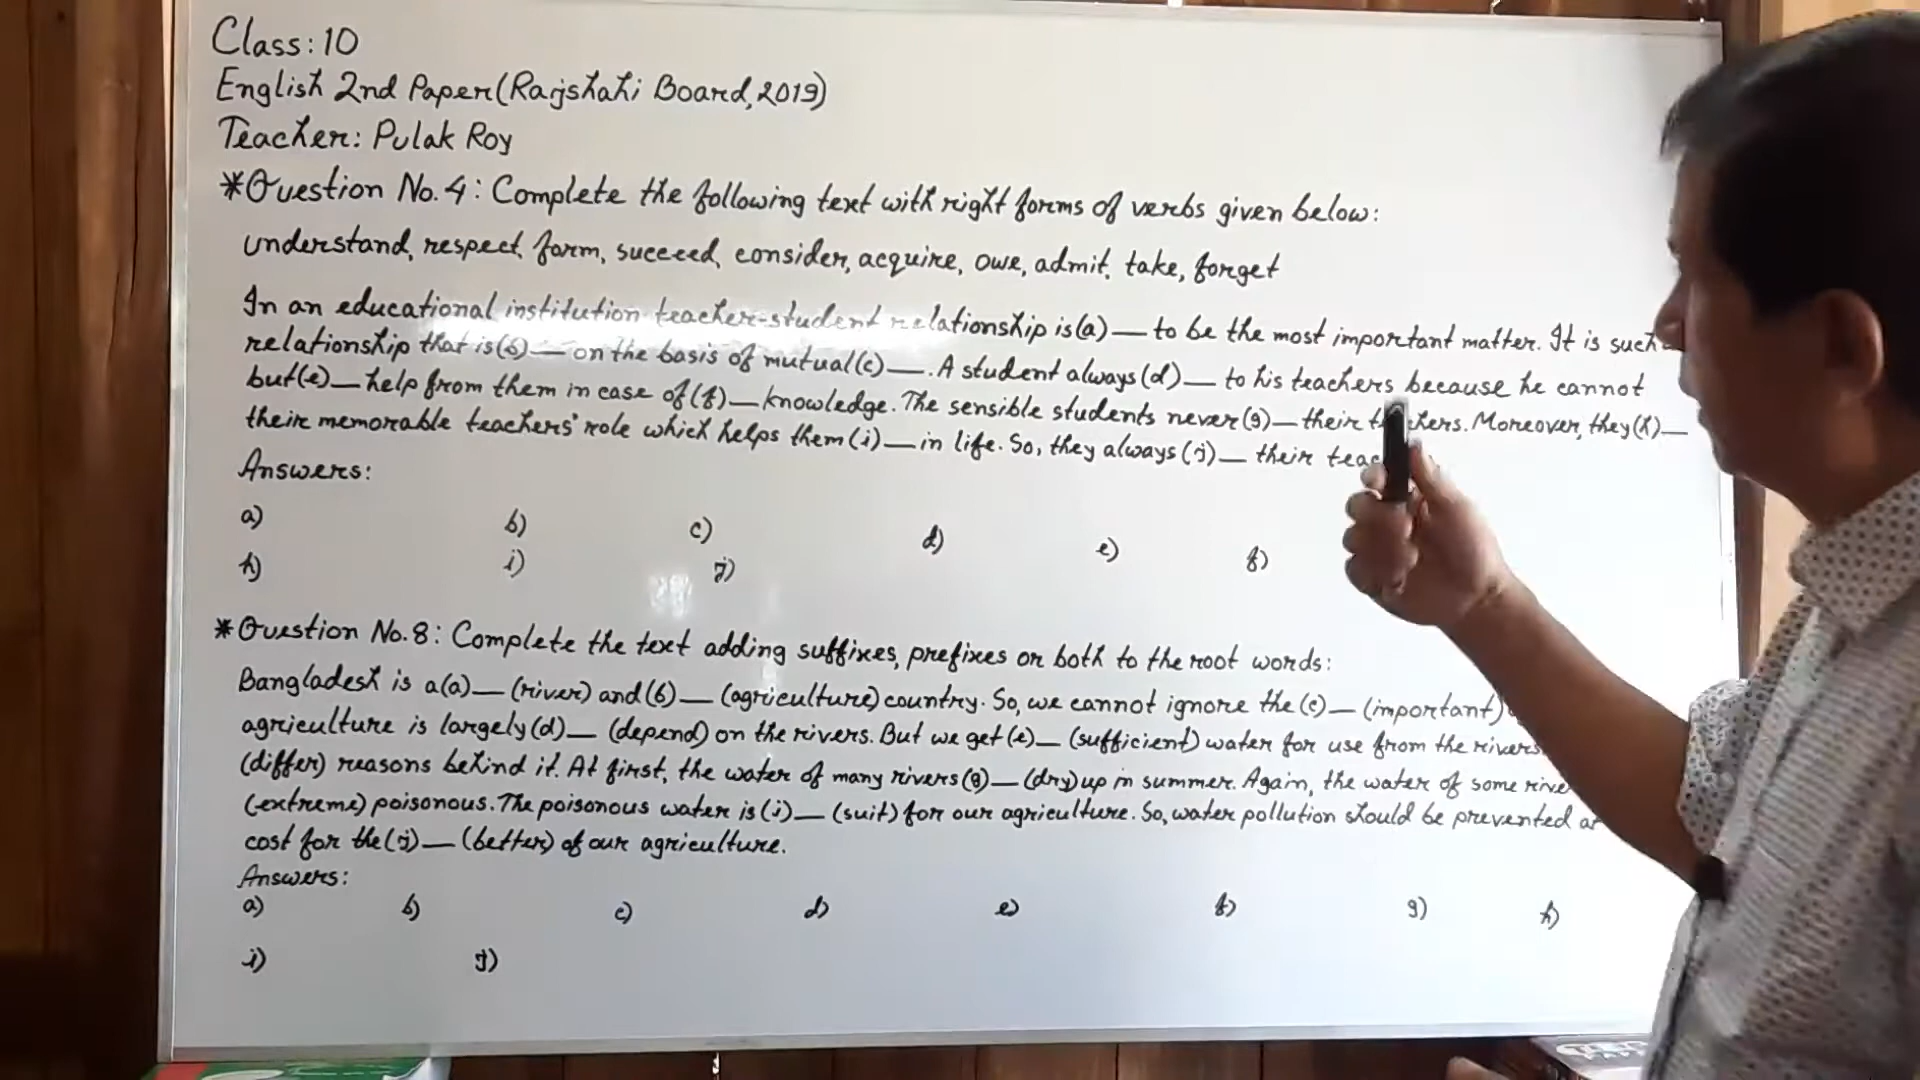 Class: 10
English 2nd Paper (Rajshahi Board, 2019)
Teacher: Pulak Roy
*Question No. 4: Complete the following text with right forms of verbs given below:
understand, respect, form, succeed, consider, acquire, owe, admit, take, forget
In an educational institution teacher-student relationship is (a)— to be the most important matter. It is such a
relationship that is (b)— on the basis of mutual (c)—. A student always (d)— to his teachers because he cannot
but (e)— help from them in case of (f)— knowledge. The sensible students never (g)— their teachers. Moreover, they (h)—
their memorable teachers' role which helps them (i)— in life. So, they always (j)— their
Answers:
a) b) c) d) e) f)
h) i) j)
*Question No. 8: Complete the text adding suffixes, prefixes or both to the root words:
Bangladesh is a (a)— (river) and (b)— (agriculture) country. So, we cannot ignore the (c)— (important)
agriculture is largely (d)— (depend) on the rivers. But we get (e)— (sufficient) water for use from the rivers
(differ) reasons behind it. At first, the water of many rivers (g)— (dry) up in summer. Again, the water of some
(extreme) poisonous. The poisonous water is (i)— (suit) for our agriculture. So, water pollution should be prevented
cost for the (j)— (better) of our agriculture.
Answers:
a) b) c) d) e) f) g) h)
i) j)